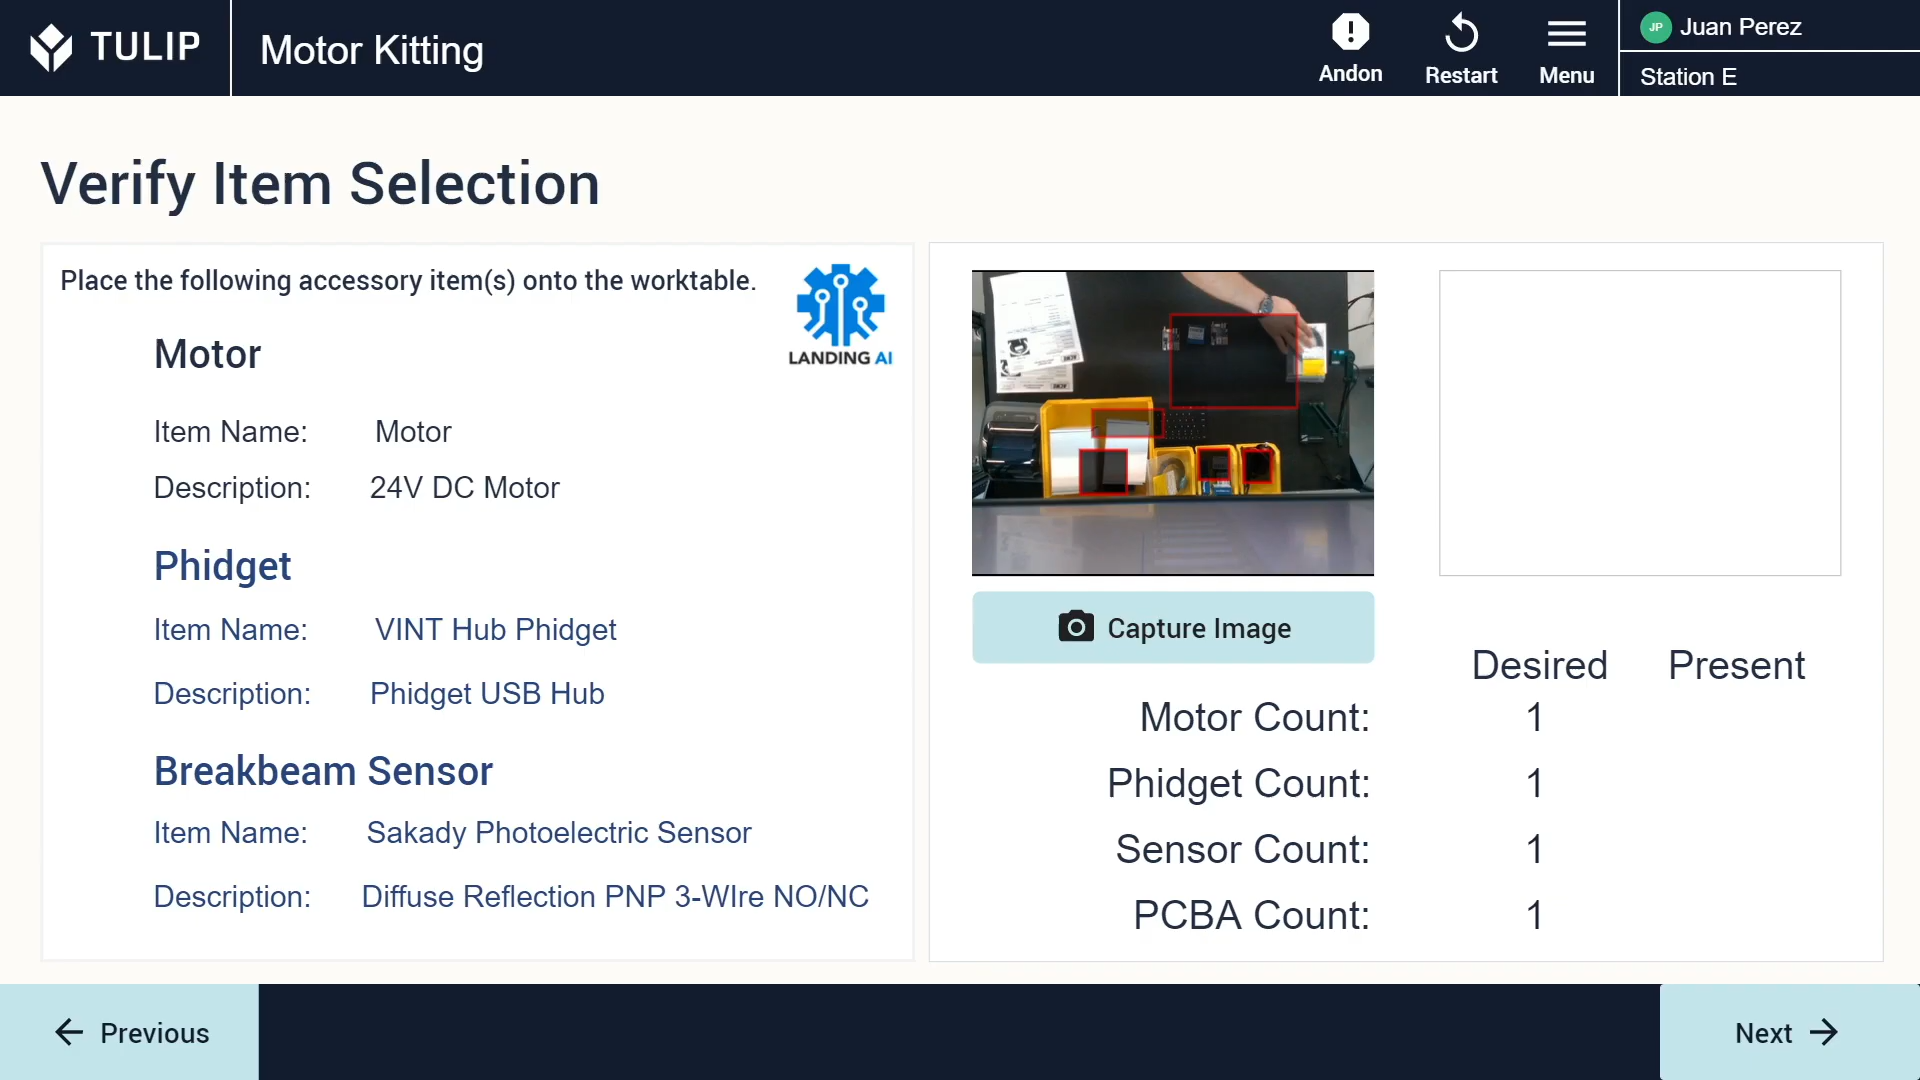 TULIP
Motor Kitting
Andon
Restart
Menu
JP
Juan Perez
Station E
Verify Item Selection
Place the following accessory item(s) onto the worktable.
LANDING AI
Motor
Item Name: Motor
Description: 24V DC Motor
Phidget
Item Name: VINT Hub Phidget
Description: Phidget USB Hub
Breakbeam Sensor
Item Name: Sakady Photoelectric Sensor
Description: Diffuse Reflection PNP 3-WIre NO/NC
Capture Image
Desired Present
Motor Count: 1
Phidget Count: 1
Sensor Count: 1
PCBA Count: 1
Previous
Next